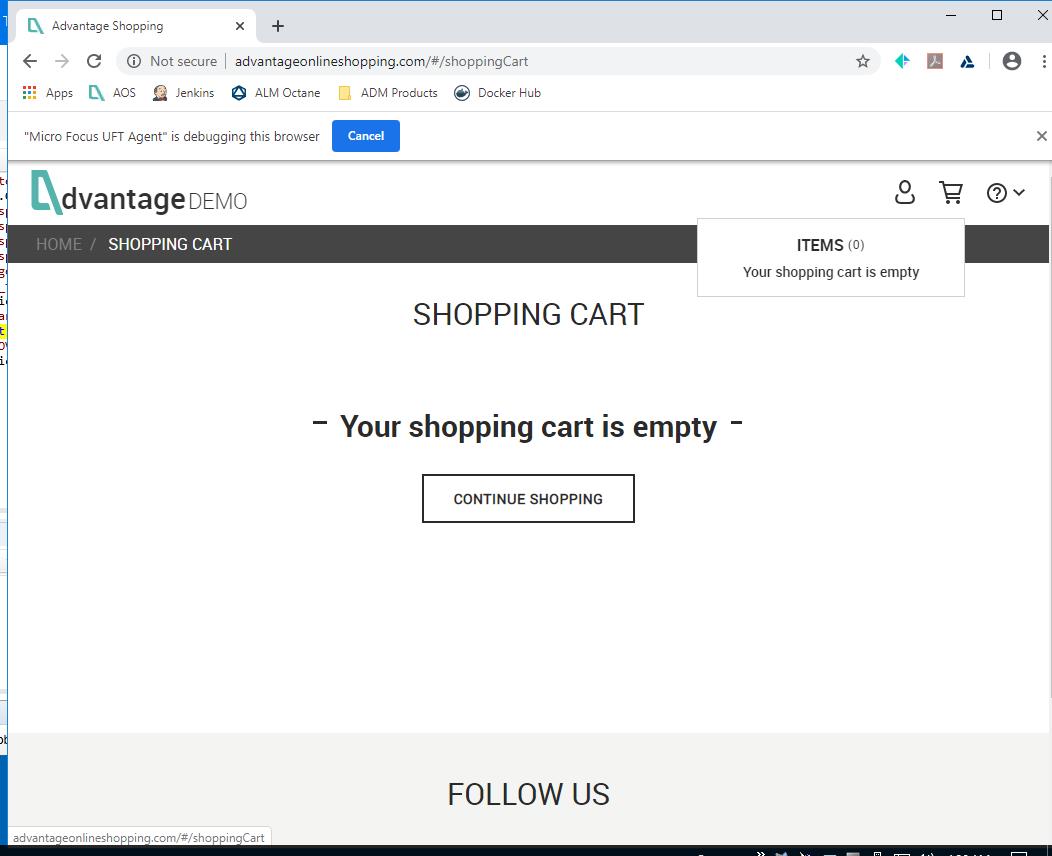 Advantage Shopping
Not secure advantageonlineshopping.com/#/shoppingCart
Apps AOS Jenkins ALM Octane ADM Products Docker Hub
"Micro Focus UFT Agent" is debugging this browser Cancel
dvantage DEMO
HOME / SHOPPING CART
ITEMS (0)
Your shopping cart is empty
SHOPPING CART
Your shopping cart is empty
CONTINUE SHOPPING
FOLLOW US
advantageonlineshopping.com/#/shoppingCart